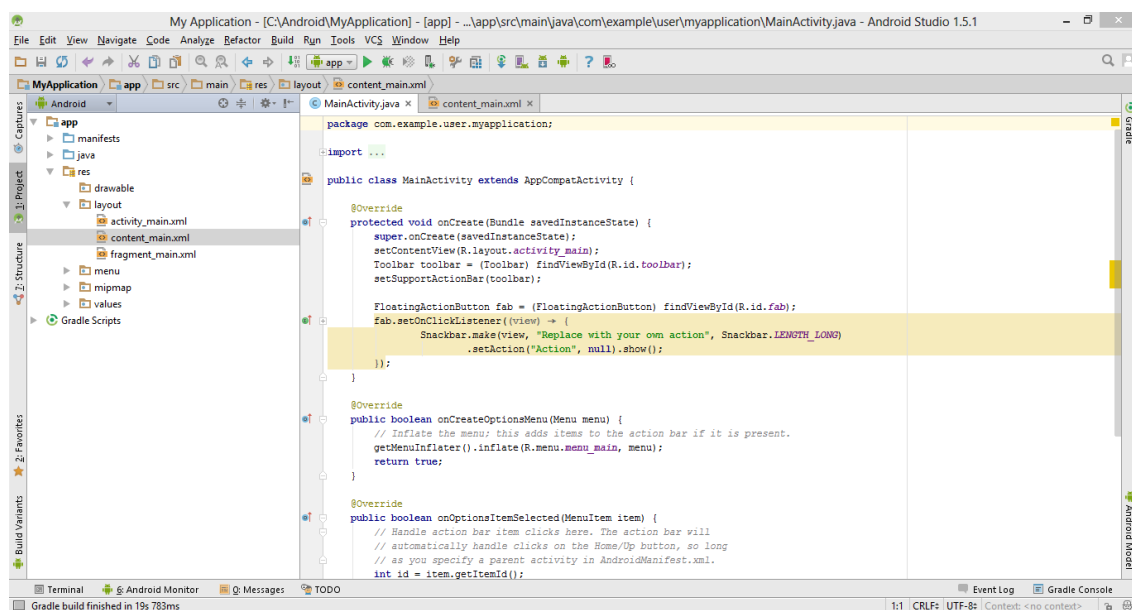 My Application - [C:\Android\MyApplication] - [app] - ...\app\src\main\java\com\example\user\myapplication\MainActivity.java - Android Studio 1.5.1
File Edit View Navigate Code Analyze Refactor Build Run Tools VCS Window Help
app
MyApplication app src main res layout content_main.xml
Android
MainActivity.java content_main.xml
Captures
1: Project
7: Structure
2: Favorites
Build Variants
app
manifests
java
res
drawable
layout
activity_main.xml
content_main.xml
fragment_main.xml
menu
mipmap
values
Gradle Scripts
package com.example.user.myapplication;
import ...
public class MainActivity extends AppCompatActivity {
@Override
protected void onCreate(Bundle savedInstanceState) {
super.onCreate(savedInstanceState);
setContentView(R.layout.activity_main);
Toolbar toolbar = (Toolbar) findViewById(R.id.toolbar);
setSupportActionBar(toolbar);
FloatingActionButton fab = (FloatingActionButton) findViewById(R.id.fab);
fab.setOnClickListener((view) → {
Snackbar.make(view, "Replace with your own action", Snackbar.LENGTH_LONG)
.setAction("Action", null).show();
});
}
@Override
public boolean onCreateOptionsMenu(Menu menu) {
// Inflate the menu; this adds items to the action bar if it is present.
getMenuInflater().inflate(R.menu.menu_main, menu);
return true;
}
@Override
public boolean onOptionsItemSelected(MenuItem item) {
// Handle action bar item clicks here. The action bar will
// automatically handle clicks on the Home/Up button, so long
// as you specify a parent activity in AndroidManifest.xml.
int id = item.getItemId();
Gradle
Android Model
Terminal 6: Android Monitor 0: Messages TODO Event Log Gradle Console
Gradle build finished in 19s 783ms 1:1 CRLF UTF-8 Context: <no context>